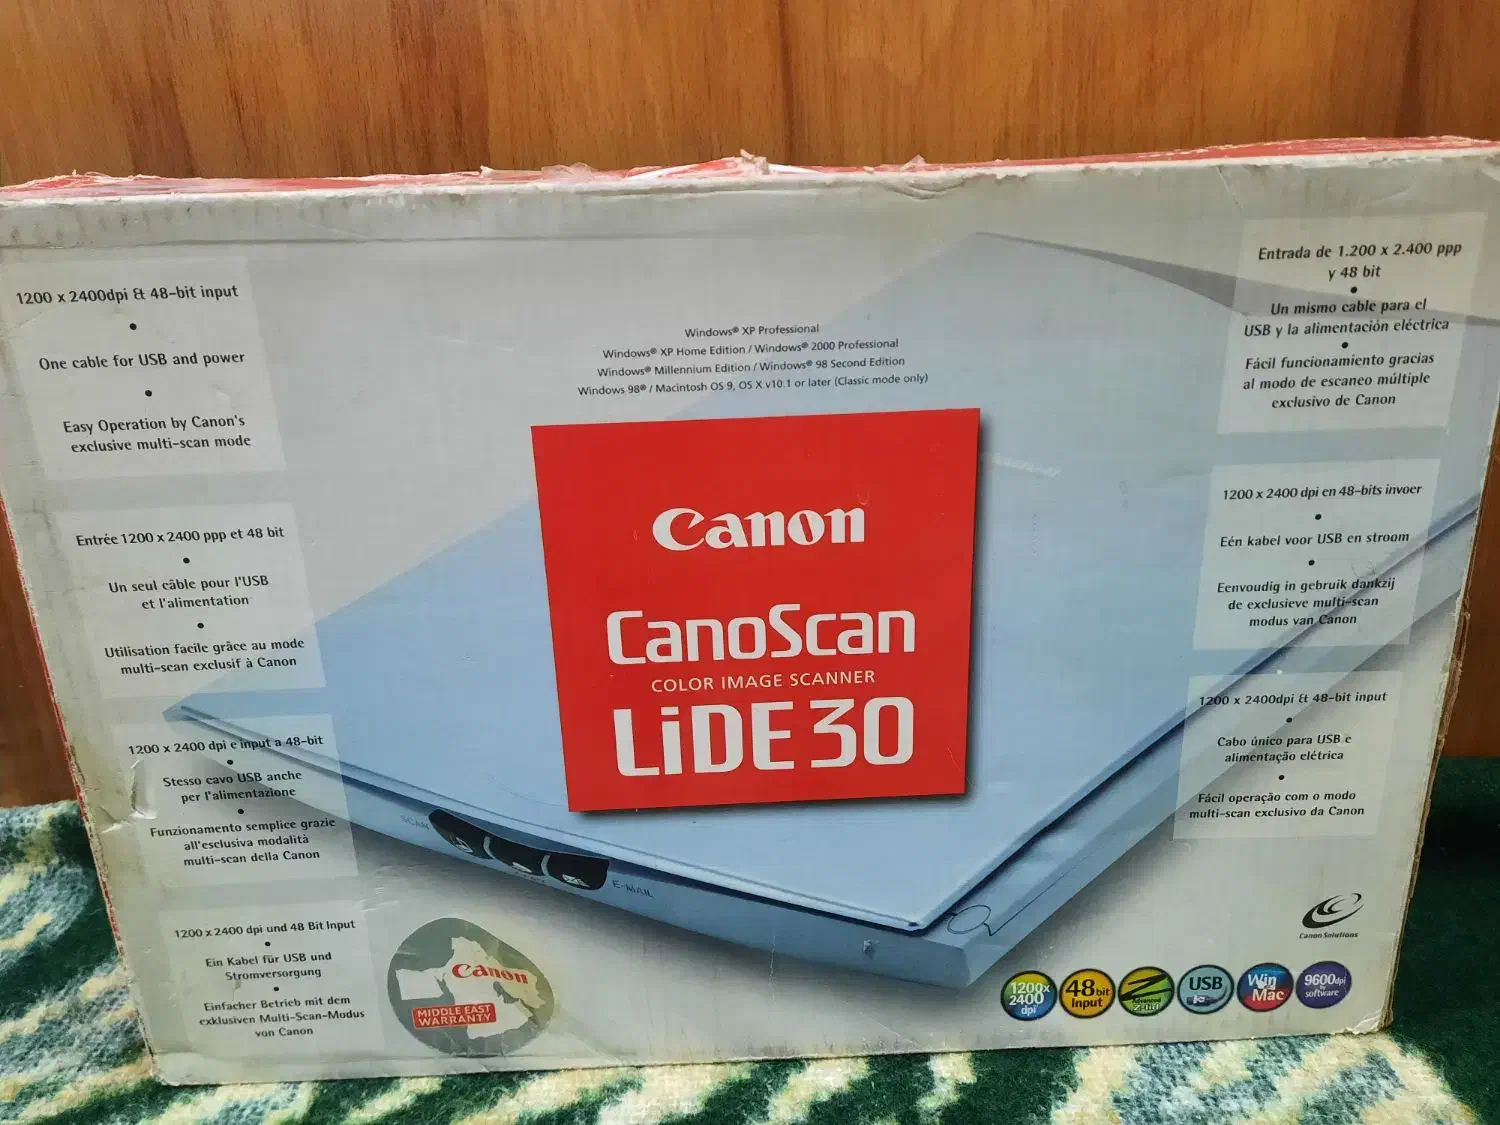 1200 x 2400dpi & 48-bit input
•
One cable for USB and power
•
Easy Operation by Canon's
exclusive multi-scan mode
Entrée 1200 x 2400 ppp et 48 bit
•
Un seul câble pour l'USB
et l'alimentation
•
Utilisation facile grâce au mode
multi-scan exclusif à Canon
1200 x 2400 dpi e input a 48-bit
•
Stesso cavo USB anche
per l'alimentazione
•
Funzionamento semplice grazie
all'esclusiva modalità
multi-scan della Canon
1200 x 2400 dpi und 48 Bit Input
•
Ein Kabel für USB und
Stromversorgung
•
Einfacher Betrieb mit dem
exklusiven Multi-Scan-Modus
von Canon
Windows® XP Professional
Windows® XP Home Edition / Windows® 2000 Professional
Windows® Millennium Edition / Windows® 98 Second Edition
Windows 98® / Macintosh OS 9, OS X v10.1 or later (Classic mode only)
Canon
CanoScan
COLOR IMAGE SCANNER
LiDE 30
SCAN
E-MAIL
Canon
MIDDLE EAST
WARRANTY
Entrada de 1.200 x 2.400 ppp
y 48 bit
•
Un mismo cable para el
USB y la alimentación eléctrica
•
Fácil funcionamiento gracias
al modo de escaneo múltiple
exclusivo de Canon
1200 x 2400 dpi en 48-bits invoer
•
Eén kabel voor USB en stroom
•
Eenvoudig in gebruik dankzij
de exclusieve multi-scan
modus van Canon
1200 x 2400dpi & 48-bit input
•
Cabo único para USB e
alimentação elétrica
•
Fácil operação com o modo
multi-scan exclusivo da Canon
Canon Solutions
1200x
2400
dpi
48bit
Input
Z
Advanced
Z-Lid
USB
Win
Mac
9600dpi
by
software